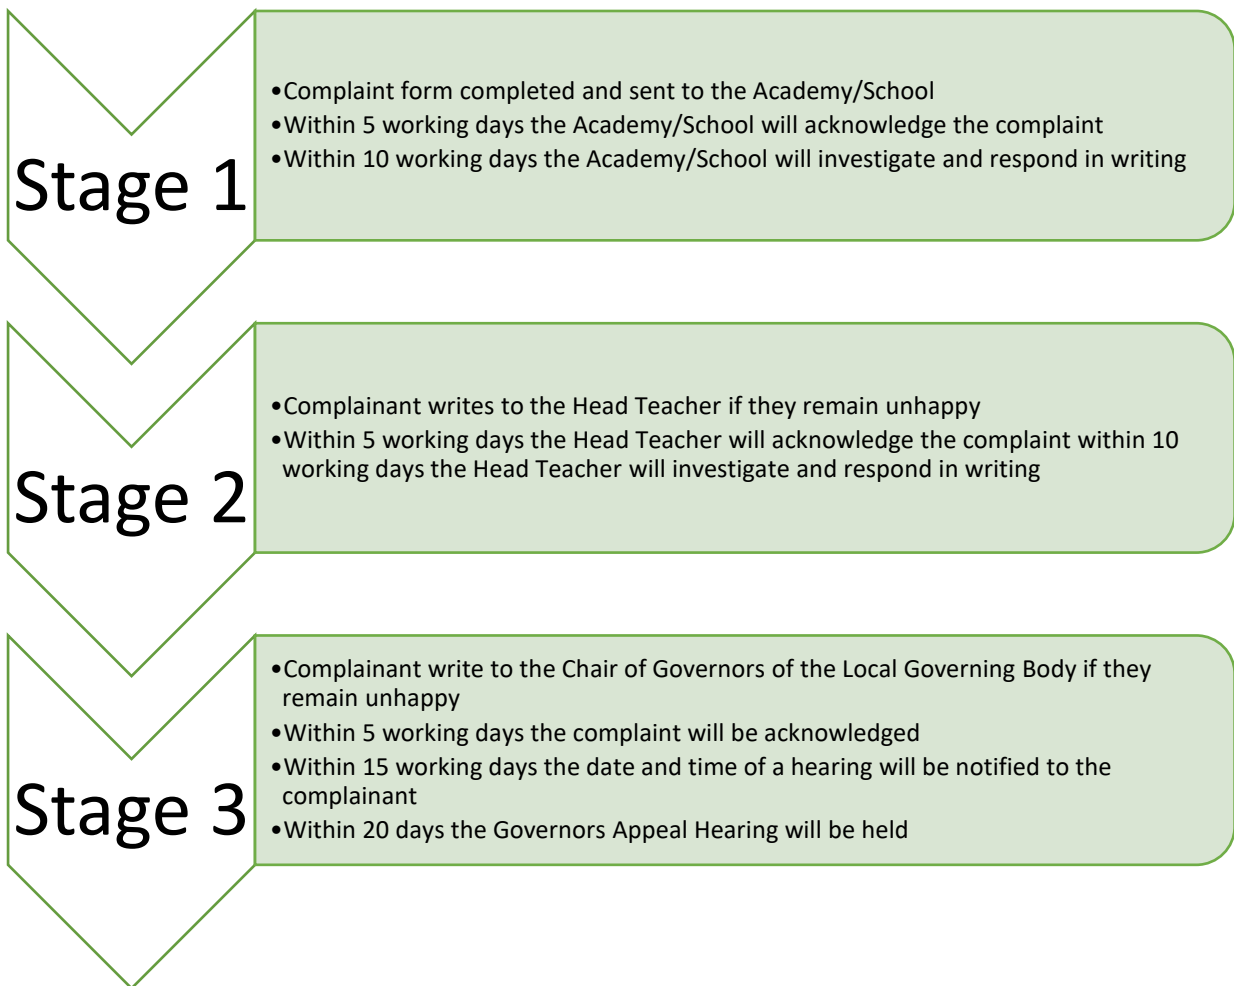 Stage 1
•Complaint form completed and sent to the Academy/School
•Within 5 working days the Academy/School will acknowledge the complaint
•Within 10 working days the Academy/School will investigate and respond in writing
Stage 2
•Complainant writes to the Head Teacher if they remain unhappy
•Within 5 working days the Head Teacher will acknowledge the complaint within 10
working days the Head Teacher will investigate and respond in writing
Stage 3
•Complainant write to the Chair of Governors of the Local Governing Body if they
remain unhappy
•Within 5 working days the complaint will be acknowledged
•Within 15 working days the date and time of a hearing will be notified to the
complainant
•Within 20 days the Governors Appeal Hearing will be held